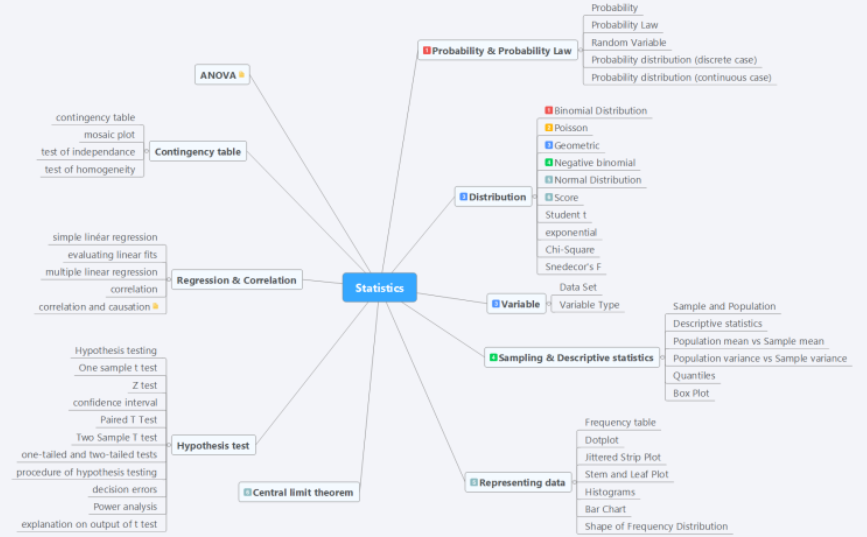 Statistics
Probability & Probability Law
Probability
Probability Law
Random Variable
Probability distribution (discrete case)
Probability distribution (continuous case)
Distribution
Binomial Distribution
Poisson
Geometric
Negative binomial
Normal Distribution
Score
Student t
exponential
Chi-Square
Snedecor's F
Variable
Data Set
Variable Type
Sampling & Descriptive statistics
Sample and Population
Descriptive statistics
Population mean vs Sample mean
Population variance vs Sample variance
Quantiles
Box Plot
Representing data
Frequency table
Dotplot
Jittered Strip Plot
Stem and Leaf Plot
Histograms
Bar Chart
Shape of Frequency Distribution
Central limit theorem
Hypothesis test
Hypothesis testing
One sample t test
Z test
confidence interval
Paired T Test
Two Sample T test
one-tailed and two-tailed tests
procedure of hypothesis testing
decision errors
Power analysis
explanation on output of t test
Regression & Correlation
simple linéar regression
evaluating linear fits
multiple linear regression
correlation
correlation and causation
Contingency table
contingency table
mosaic plot
test of independance
test of homogeneity
ANOVA